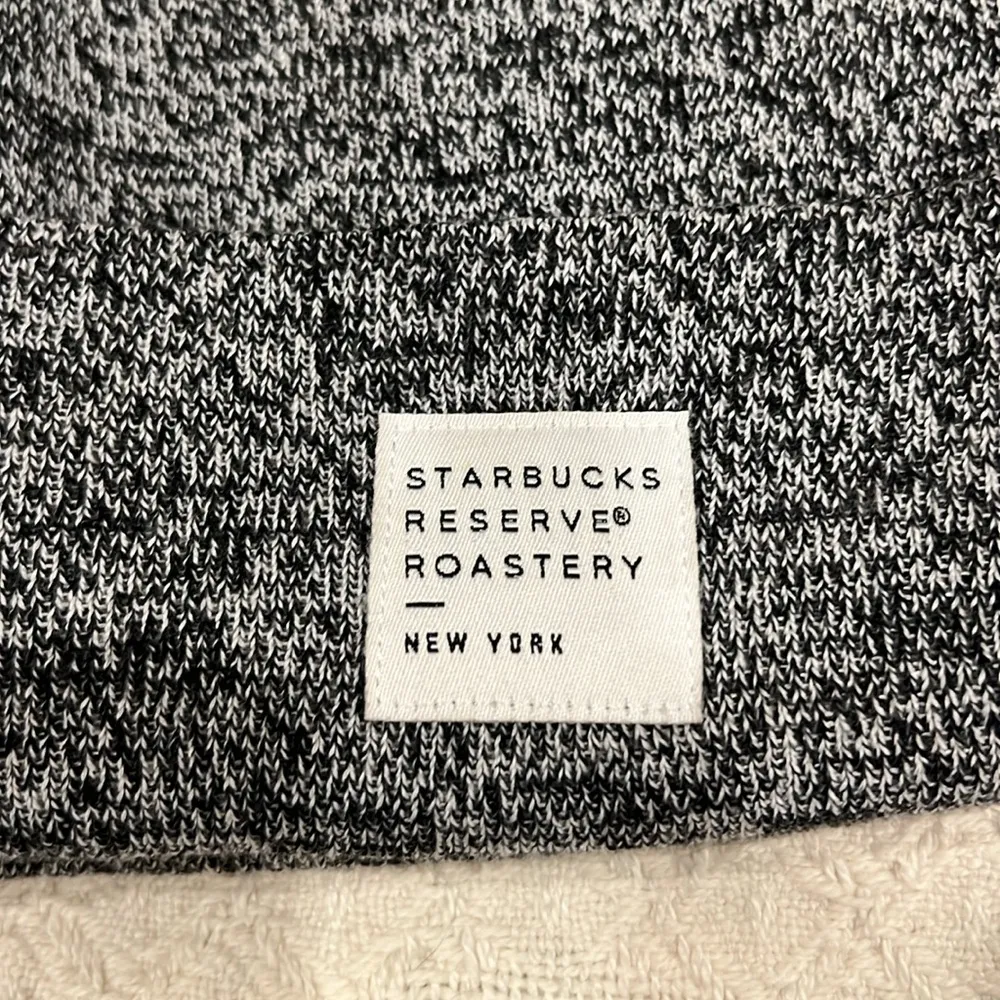 STARBUCKS
RESERVE®
ROASTERY
—
NEW YORK